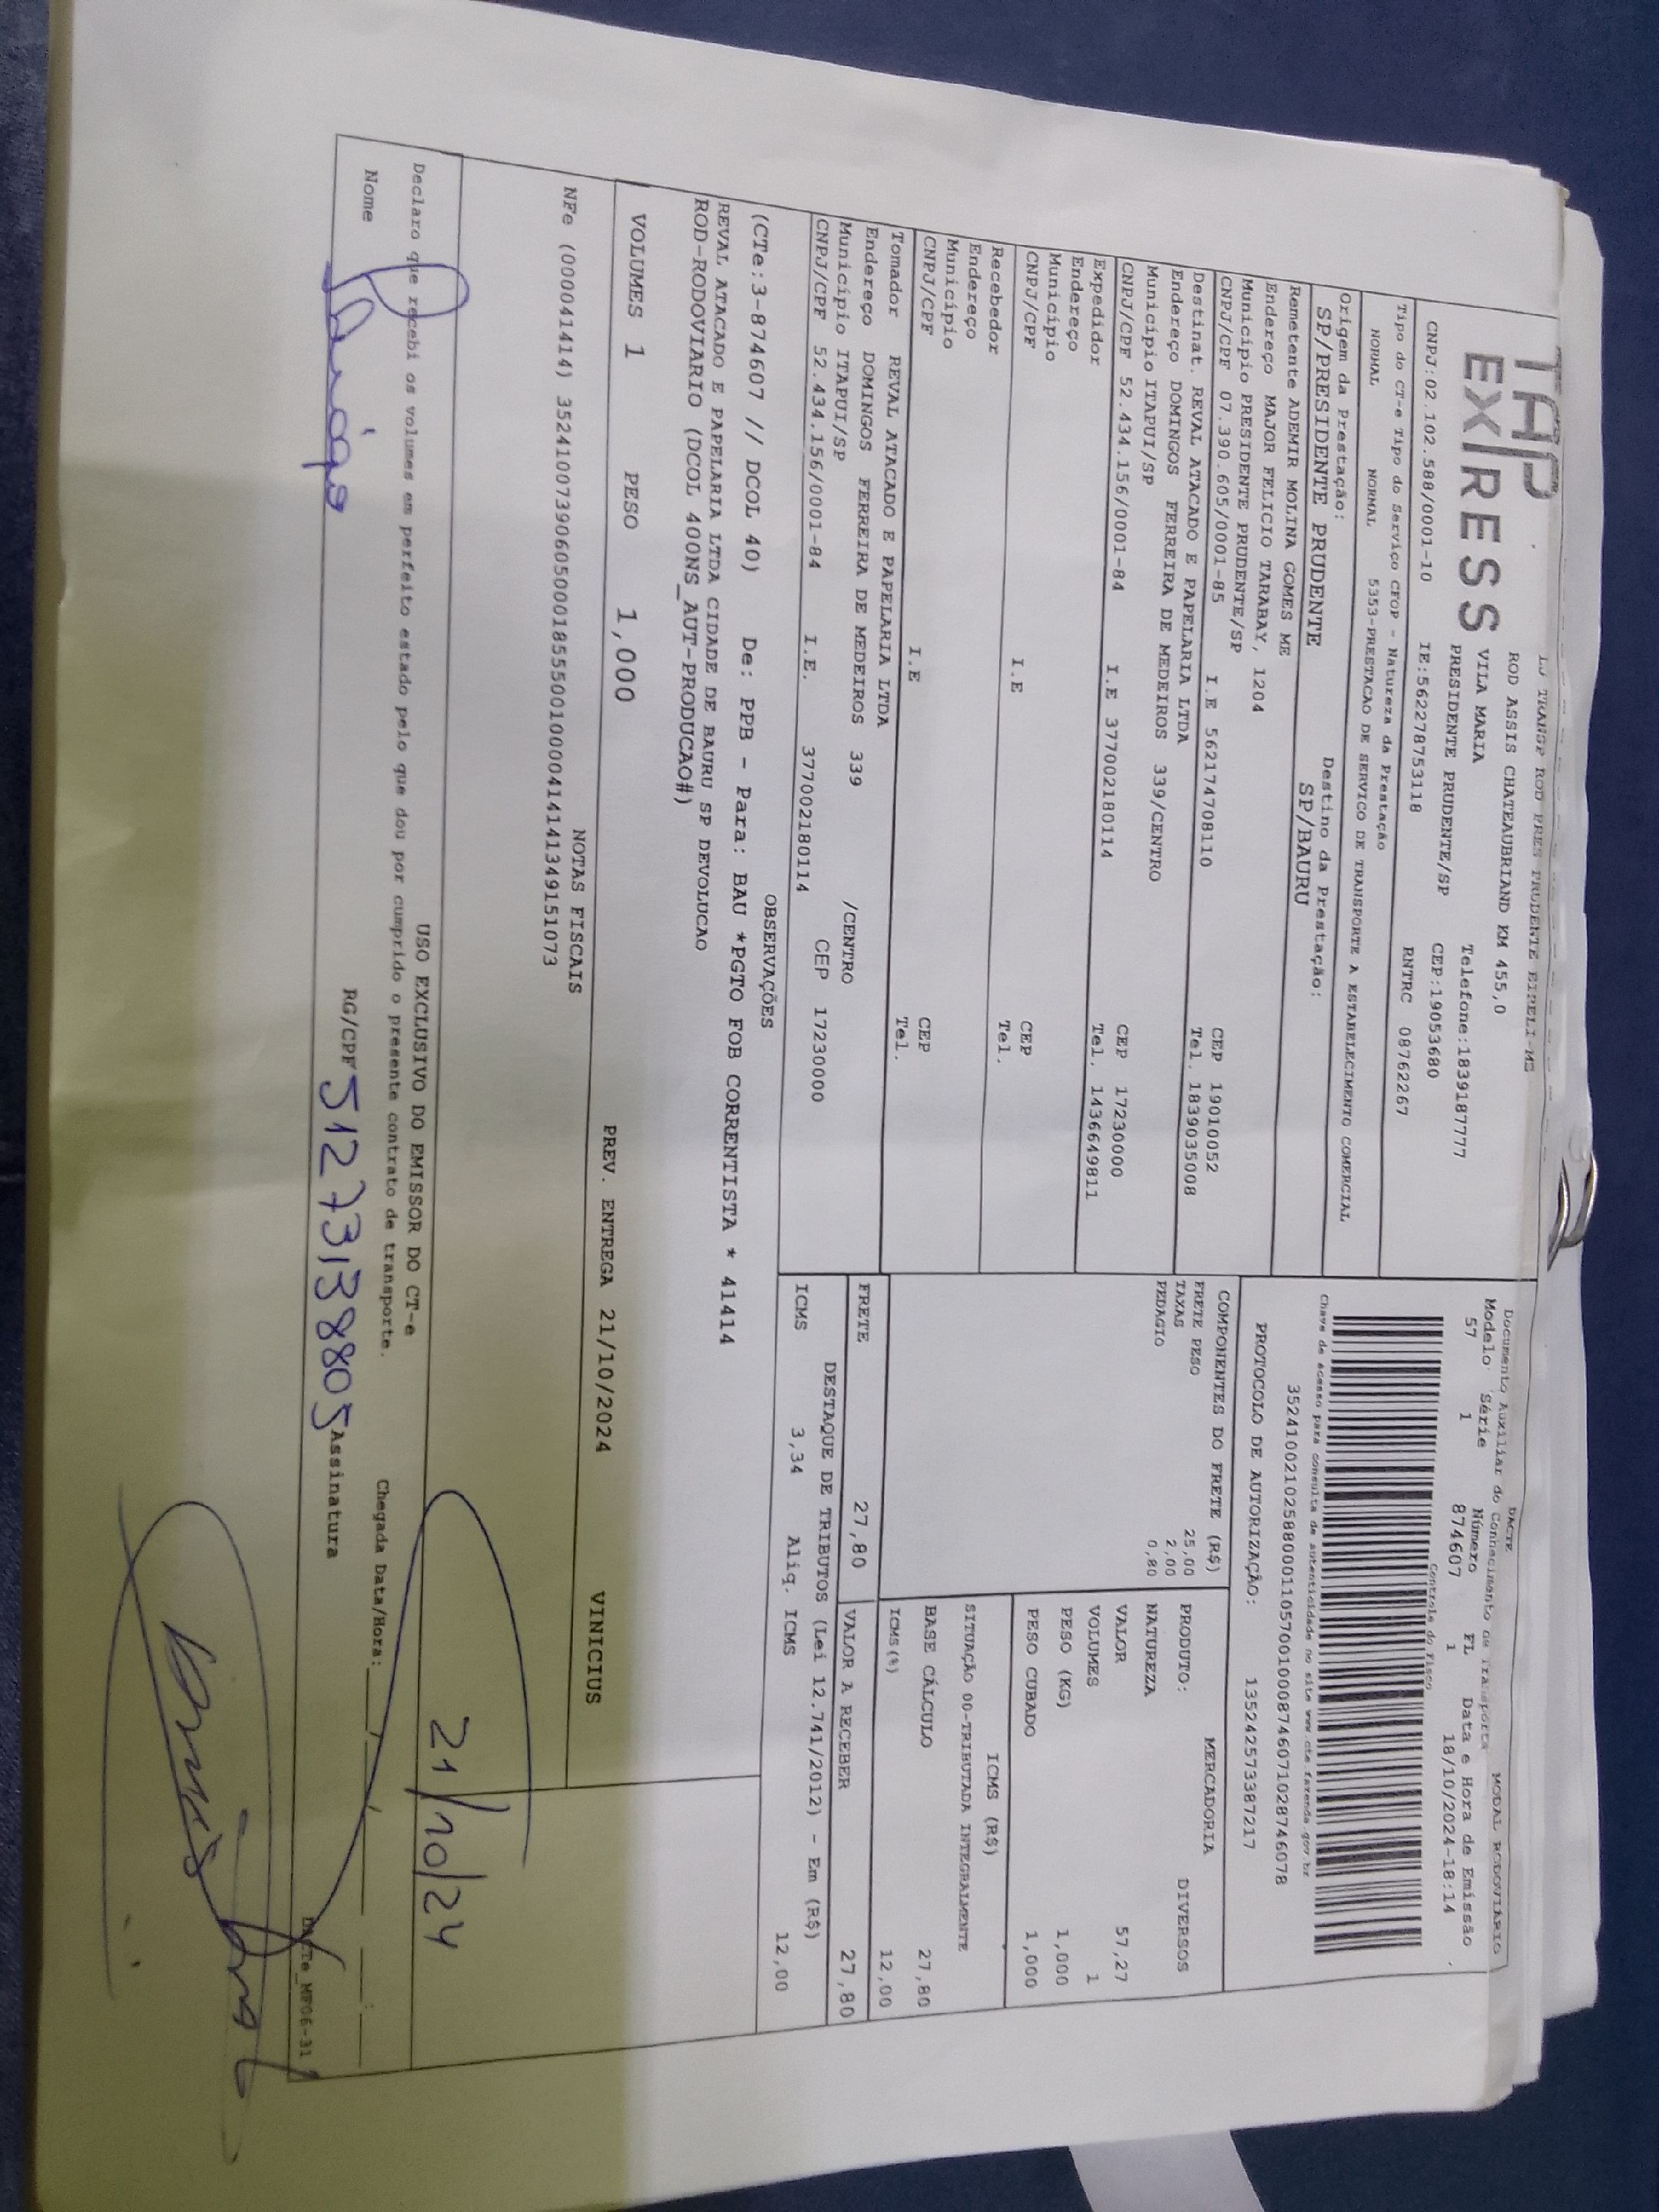 TAP EXPRESS
LJ TRANSP ROD PRES PRUDENTE EIRELI-ME
ROD ASSIS CHATEAUBRIAND KM 455,0
VILA MARIA Telefone:1839187777
PRESIDENTE PRUDENTE/SP CEP:19053680
CNPJ:02.102.588/0001-10 IE:562278753118 RNTRC 08762267
DACTE MODAL RODOVIÁRIO
Documento Auxiliar do Conhecimento de Transporte
Modelo Série Número FL Data e Hora de Emissão
57 1 874607 1 18/10/2024-18:14
Controle do Fisco
Chave de acesso para consulta de autenticidade no site www.cte.fazenda.gov.br
35241002102588000110570010008746071028746078
PROTOCOLO DE AUTORIZAÇÃO: 135242573387217
Tipo do CT-e Tipo do Serviço CFOP - Natureza da Prestação
NORMAL NORMAL 5353-PRESTACAO DE SERVICO DE TRANSPORTE A ESTABELECIMENTO COMERCIAL
Origem da Prestação: Destino da Prestação:
SP/PRESIDENTE PRUDENTE SP/BAURU
Remetente ADEMIR MOLINA GOMES ME
Endereço MAJOR FELICIO TARABAY, 1204
Município PRESIDENTE PRUDENTE/SP CEP 19010052
CNPJ/CPF 07.390.605/0001-85 I.E 562174708110 Tel. 1839035008
Destinat. REVAL ATACADO E PAPELARIA LTDA
Endereço DOMINGOS FERREIRA DE MEDEIROS 339/CENTRO
Município ITAPUI/SP CEP 17230000
CNPJ/CPF 52.434.156/0001-84 I.E 377002180114 Tel. 1436649811
Expedidor
Endereço
Município CEP
CNPJ/CPF I.E Tel.
Recebedor
Endereço
Município CEP
CNPJ/CPF I.E Tel.
Tomador REVAL ATACADO E PAPELARIA LTDA
Endereço DOMINGOS FERREIRA DE MEDEIROS 339 /CENTRO
Município ITAPUI/SP CEP 17230000
CNPJ/CPF 52.434.156/0001-84 I.E. 377002180114
COMPONENTES DO FRETE (R$)
FRETE PESO 25,00
TAXAS 2,00
PEDAGIO 0,80
MERCADORIA
PRODUTO: DIVERSOS
NATUREZA
VALOR 57,27
VOLUMES 1
PESO (KG) 1,000
PESO CUBADO 1,000
ICMS (R$)
SITUAÇÃO 00-TRIBUTADA INTEGRALMENTE
BASE CÁLCULO 27,80
ICMS(%) 12,00
FRETE 27,80 VALOR A RECEBER 27,80
DESTAQUE DE TRIBUTOS (Lei 12.741/2012) - Em (R$)
ICMS 3,34 Aliq. ICMS 12,00
OBSERVAÇÕES
(CTe:3-874607 // DCOL 40) De: PPB - Para: BAU *PGTO FOB CORRENTISTA * 41414
REVAL ATACADO E PAPELARIA LTDA CIDADE DE BAURU SP DEVOLUCAO
ROD-RODOVIARIO (DCOL 400NS_AUT-PRODUCAO#)
VOLUMES 1 PESO 1,000 PREV. ENTREGA 21/10/2024 VINICIUS
NOTAS FISCAIS
NFe (000041414) 35241007390605000185550010000414141349151073
21/10/24
USO EXCLUSIVO DO EMISSOR DO CT-e
Declaro que recebi os volumes em perfeito estado pelo que dou por cumprido o presente contrato de transporte. Chegada Data/Hora: ___/___/___ ___:___
Nome RG/CPF 51273138805 Assinatura